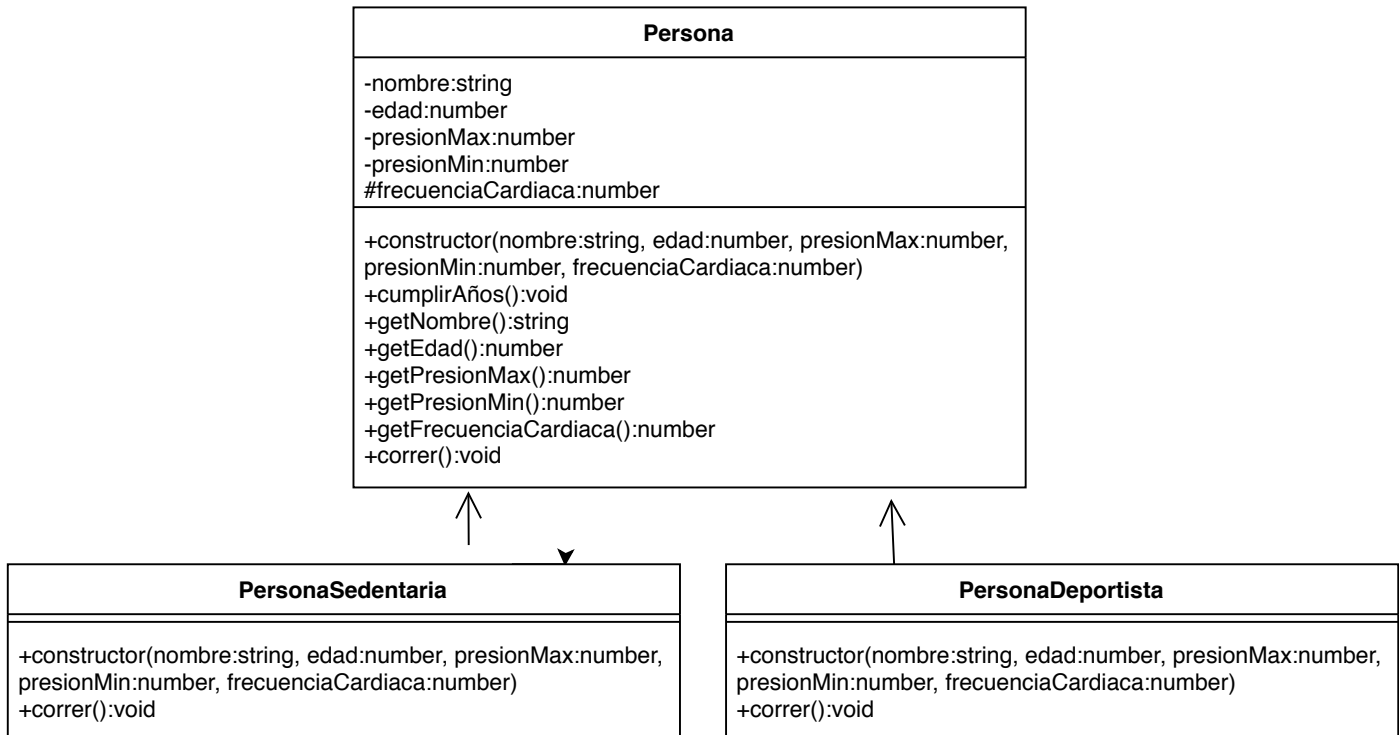 Persona
-nombre:string
-edad:number
-presionMax:number
-presionMin:number
#frecuenciaCardiaca:number
+constructor(nombre:string, edad:number, presionMax:number,
presionMin:number, frecuenciaCardiaca:number)
+cumplirAños():void
+getNombre():string
+getEdad():number
+getPresionMax():number
+getPresionMin():number
+getFrecuenciaCardiaca():number
+correr():void
PersonaSedentaria
+constructor(nombre:string, edad:number, presionMax:number,
presionMin:number, frecuenciaCardiaca:number)
+correr():void
PersonaDeportista
+constructor(nombre:string, edad:number, presionMax:number,
presionMin:number, frecuenciaCardiaca:number)
+correr():void